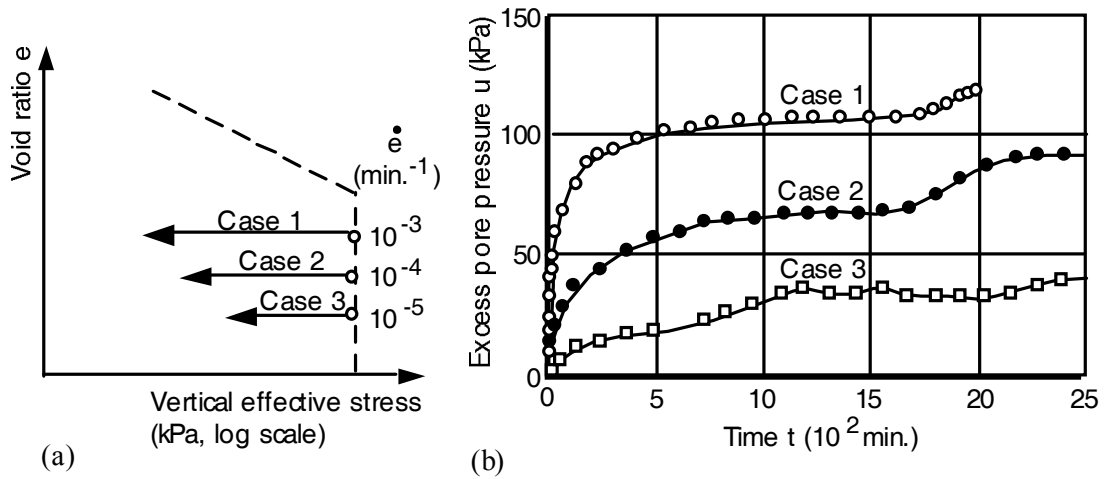 Void ratio e
ė
(min.⁻¹)
Case 1
10⁻³
Case 2
10⁻⁴
Case 3
10⁻⁵
Vertical effective stress
(kPa, log scale)
(a)
Excess pore pressure u (kPa)
150
100
50
0
Case 1
Case 2
Case 3
0 5 10 15 20 25
Time t (10² min.)
(b)